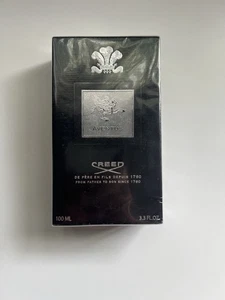 CREED
DE PÈRE EN FILS DEPUIS 1760
FROM FATHER TO SON SINCE 1760
100 ML
3.3 FL.OZ